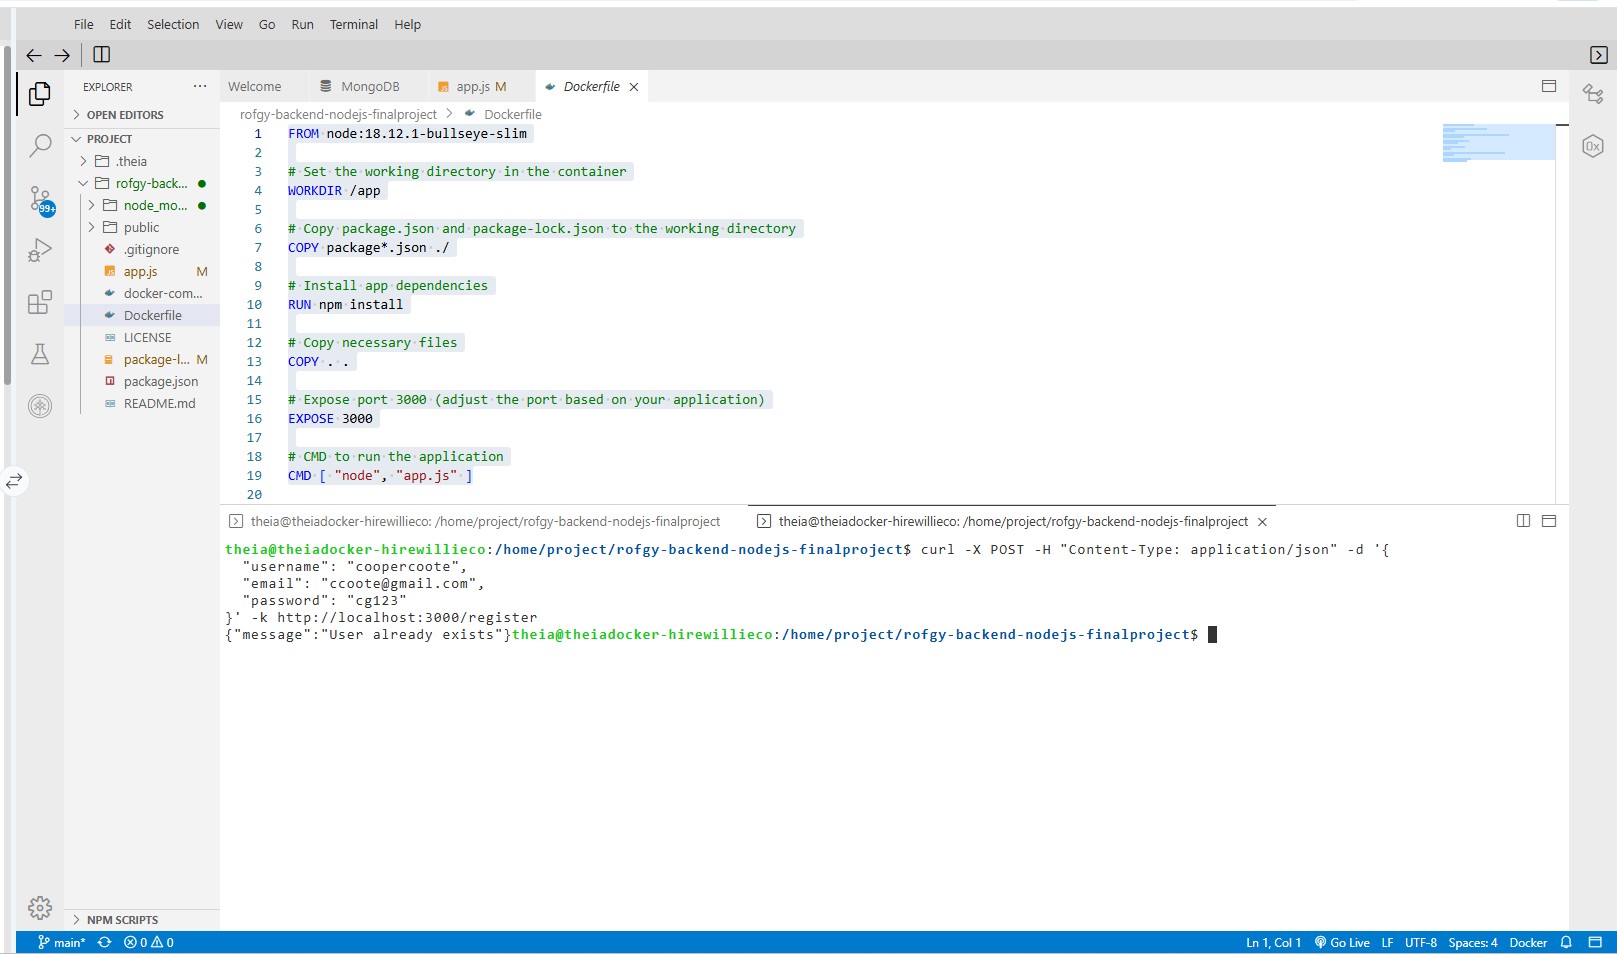 File Edit Selection View Go Run Terminal Help
EXPLORER ...
OPEN EDITORS
PROJECT
.theia
rofgy-back...
node_mo...
public
.gitignore
app.js M
docker-com...
Dockerfile
LICENSE
package-l... M
package.json
README.md
NPM SCRIPTS
99+
Welcome MongoDB app.js M Dockerfile
rofgy-backend-nodejs-finalproject > Dockerfile
1 FROM node:18.12.1-bullseye-slim
2
3 # Set the working directory in the container
4 WORKDIR /app
5
6 # Copy package.json and package-lock.json to the working directory
7 COPY package*.json ./
8
9 # Install app dependencies
10 RUN npm install
11
12 # Copy necessary files
13 COPY . .
14
15 # Expose port 3000 (adjust the port based on your application)
16 EXPOSE 3000
17
18 # CMD to run the application
19 CMD [ "node", "app.js" ]
20
0x
theia@theiadocker-hirewillieco: /home/project/rofgy-backend-nodejs-finalproject theia@theiadocker-hirewillieco: /home/project/rofgy-backend-nodejs-finalproject
theia@theiadocker-hirewillieco:/home/project/rofgy-backend-nodejs-finalproject$ curl -X POST -H "Content-Type: application/json" -d '{
"username": "coopercoote",
"email": "ccoote@gmail.com",
"password": "cg123"
}' -k http://localhost:3000/register
{"message":"User already exists"}theia@theiadocker-hirewillieco:/home/project/rofgy-backend-nodejs-finalproject$
main* 0 0 Ln 1, Col 1 Go Live LF UTF-8 Spaces: 4 Docker